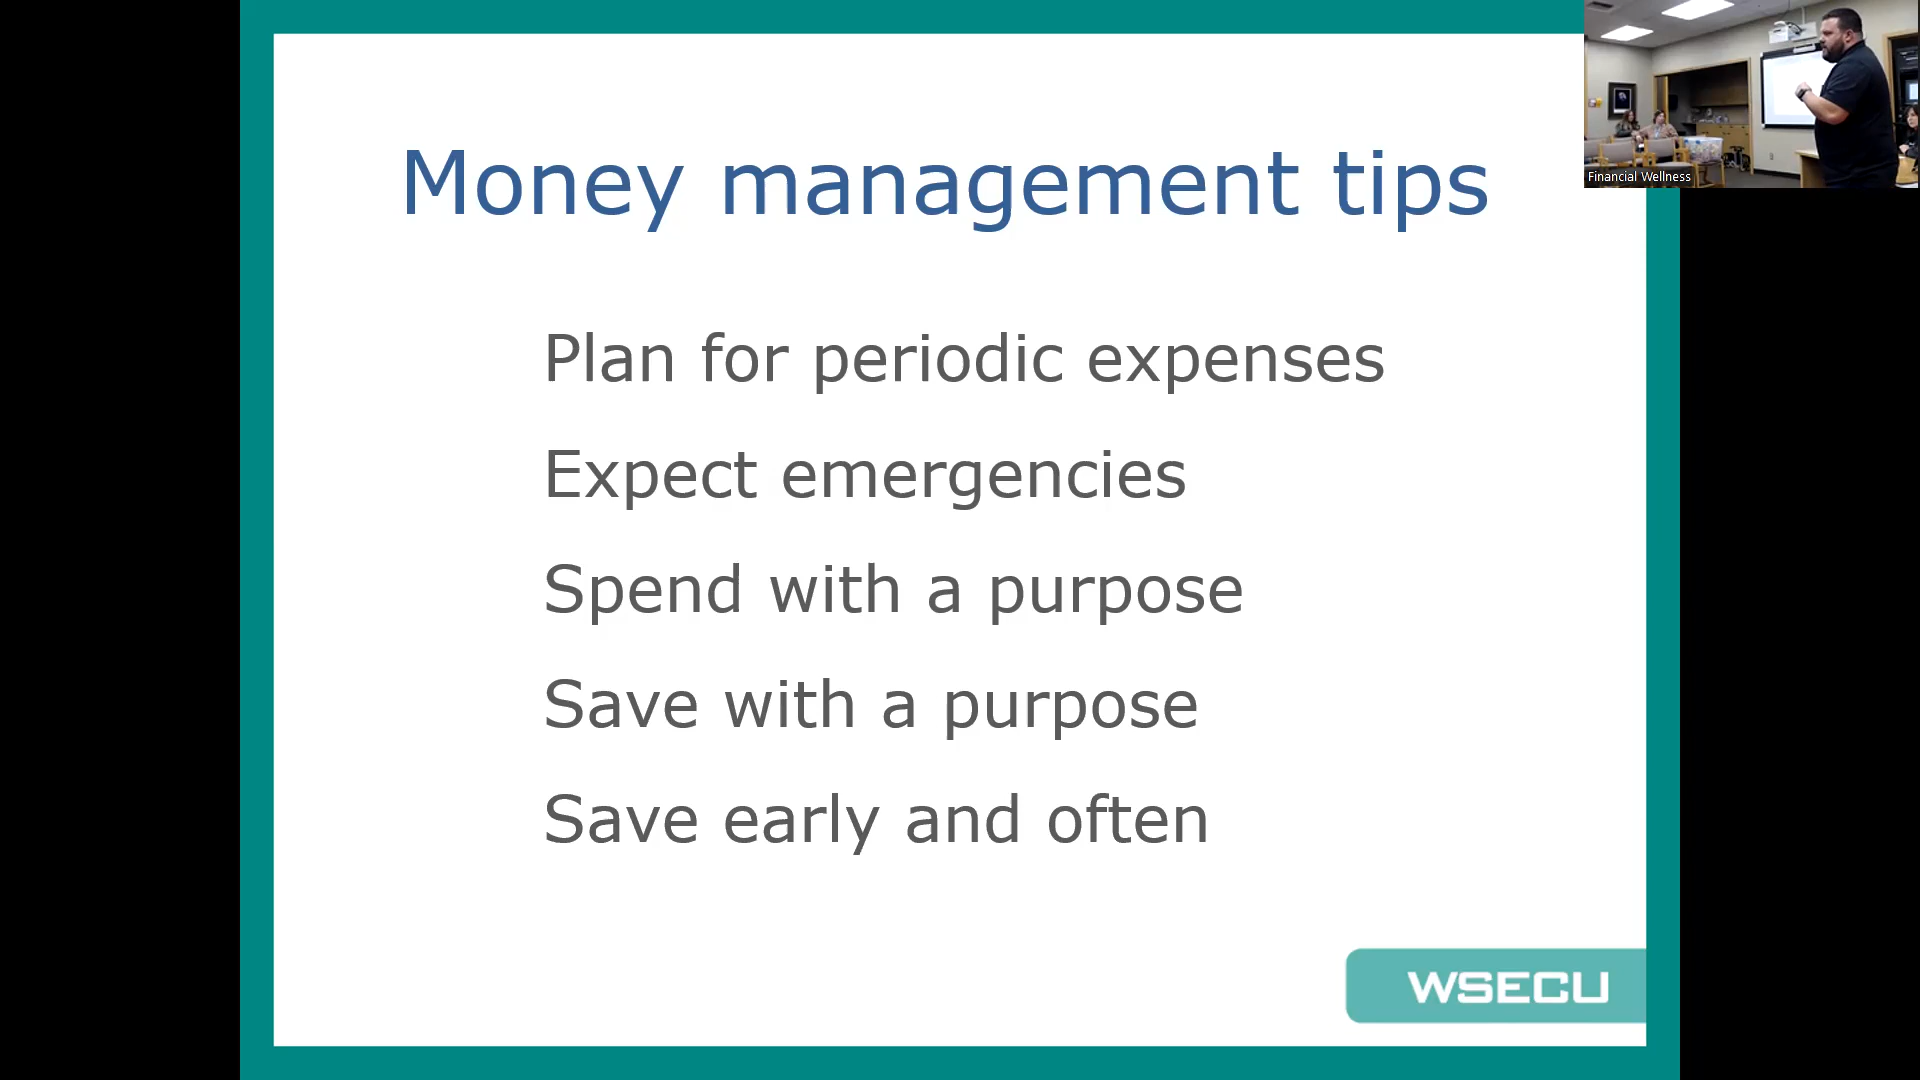 Money management tips
Plan for periodic expenses
Expect emergencies
Spend with a purpose
Save with a purpose
Save early and often
WSECU
Financial Wellness